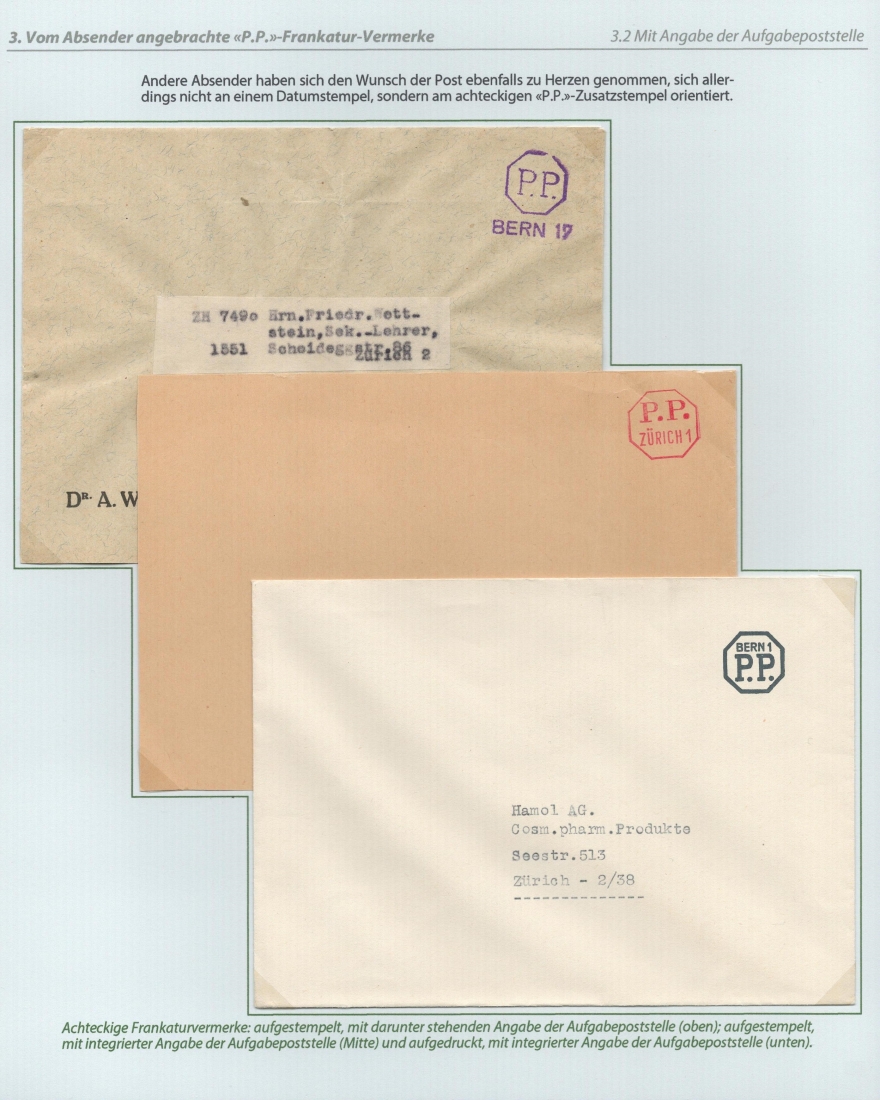 3. Vom Absender angebrachte «P.P.»-Frankatur-Vermerke
3.2 Mit Angabe der Aufgabepoststelle
Andere Absender haben sich den Wunsch der Post ebenfalls zu Herzen genommen, sich aller-
dings nicht an einem Datumstempel, sondern am achteckigen «P.P.»-Zusatzstempel orientiert.
P.P.
BERN 17
ZH 749o Hrn.Friedr.Wett-
stein,Sek.-Lehrer,
1551 Scheideggstr.86
Zürich 2
DR. A. W
P.P.
ZÜRICH 1
BERN 1
P.P.
Hamol AG.
Cosm.pharm.Produkte
Seestr.513
Zürich - 2/38
Achteckige Frankaturvermerke: aufgestempelt, mit darunter stehenden Angabe der Aufgabepoststelle (oben); aufgestempelt,
mit integrierter Angabe der Aufgabepoststelle (Mitte) und aufgedruckt, mit integrierter Angabe der Aufgabepoststelle (unten).